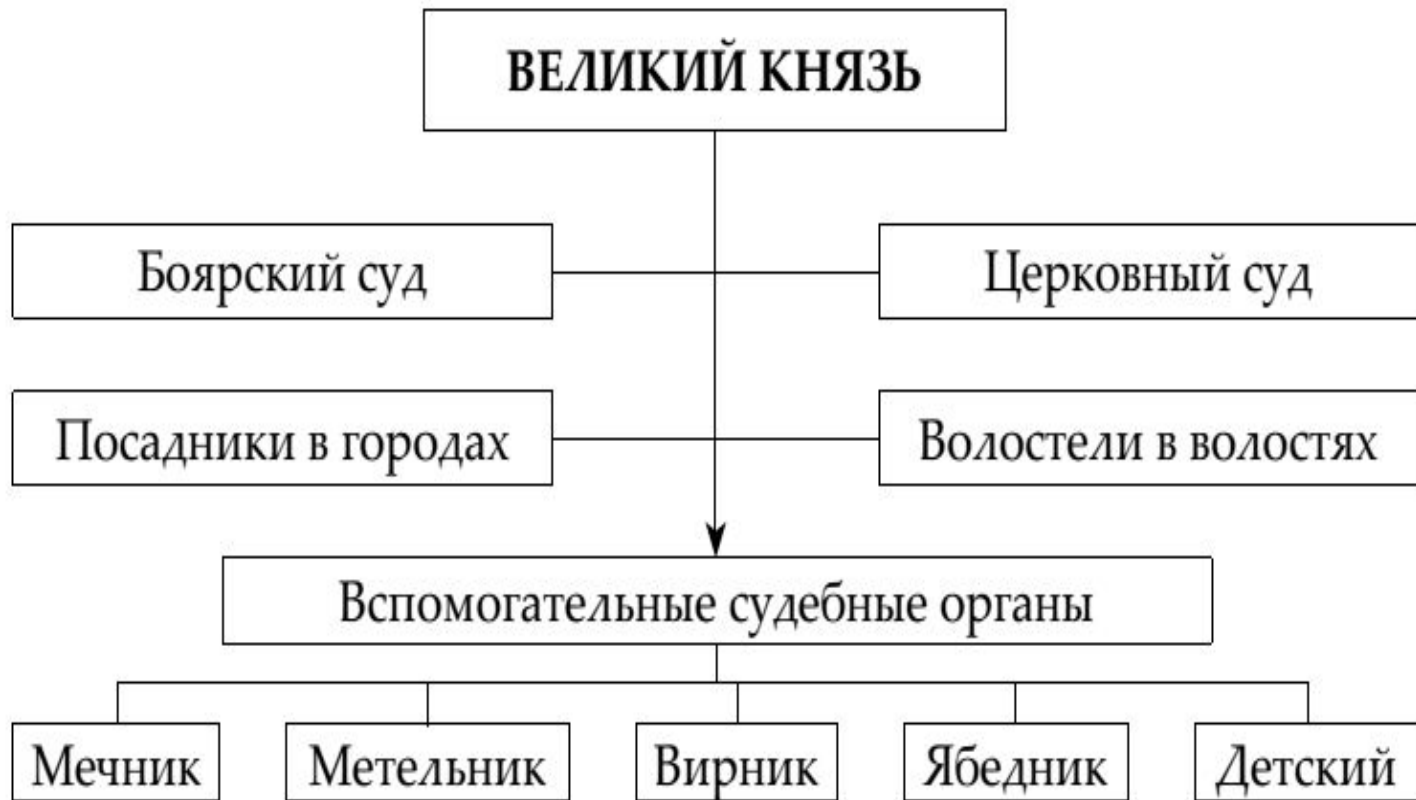 ВЕЛИКИЙ КНЯЗЬ
Боярский суд
Церковный суд
Посадники в городах
Волостели в волостях
Вспомогательные судебные органы
Мечник
Метельник
Вирник
Ябедник
Детский